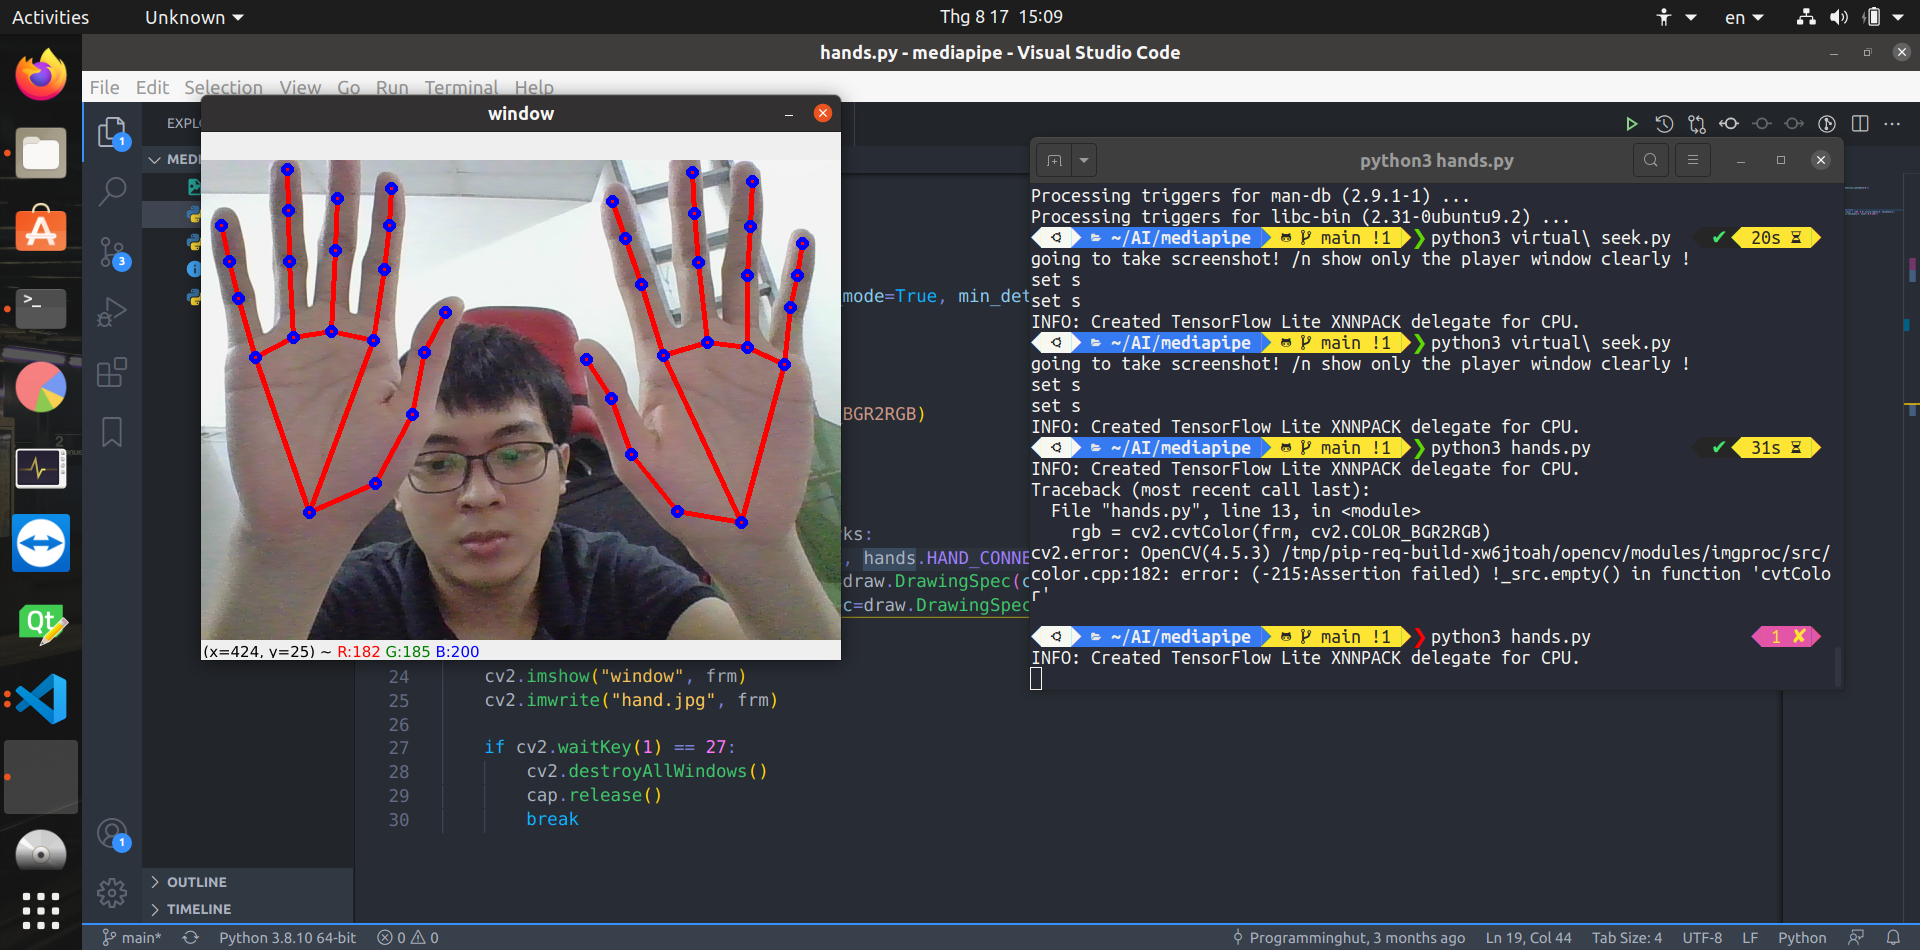 Activities
Unknown
Thg 8 17 15:09
en
hands.py - mediapipe - Visual Studio Code
File Edit Selection View Go Run Terminal Help
window
(x=424, y=25) ~ R:182 G:185 B:200
1
3
1
mode=True,
BGR2RGB)
ks:
, hands.
draw.DrawingSpec(
c=draw.DrawingSpec
24 cv2.imshow("window", frm)
25 cv2.imwrite("hand.jpg", frm)
26
27 if cv2.waitKey(1) == 27:
28 cv2.destroyAllWindows()
29 cap.release()
30 break
OUTLINE
TIMELINE
python3 hands.py
Processing triggers for man-db (2.9.1-1) ...
Processing triggers for libc-bin (2.31-0ubuntu9.2) ...
~/AI/mediapipe main !1 ❯ python3 virtual\ seek.py ✔ 20s
going to take screenshot! /n show only the player window clearly !
set s
set s
INFO: Created TensorFlow Lite XNNPACK delegate for CPU.
~/AI/mediapipe main !1 ❯ python3 virtual\ seek.py
going to take screenshot! /n show only the player window clearly !
set s
set s
INFO: Created TensorFlow Lite XNNPACK delegate for CPU.
~/AI/mediapipe main !1 ❯ python3 hands.py ✔ 31s
INFO: Created TensorFlow Lite XNNPACK delegate for CPU.
Traceback (most recent call last):
File "hands.py", line 13, in <module>
rgb = cv2.cvtColor(frm, cv2.COLOR_BGR2RGB)
cv2.error: OpenCV(4.5.3) /tmp/pip-req-build-xw6jtoah/opencv/modules/imgproc/src/
color.cpp:182: error: (-215:Assertion failed) !_src.empty() in function 'cvtColo
r'
~/AI/mediapipe main !1 ❯ python3 hands.py 1 ✘
INFO: Created TensorFlow Lite XNNPACK delegate for CPU.
Qt
main*
Python 3.8.10 64-bit
0 0
Programminghut, 3 months ago
Ln 19, Col 44
Tab Size: 4
UTF-8
LF
Python